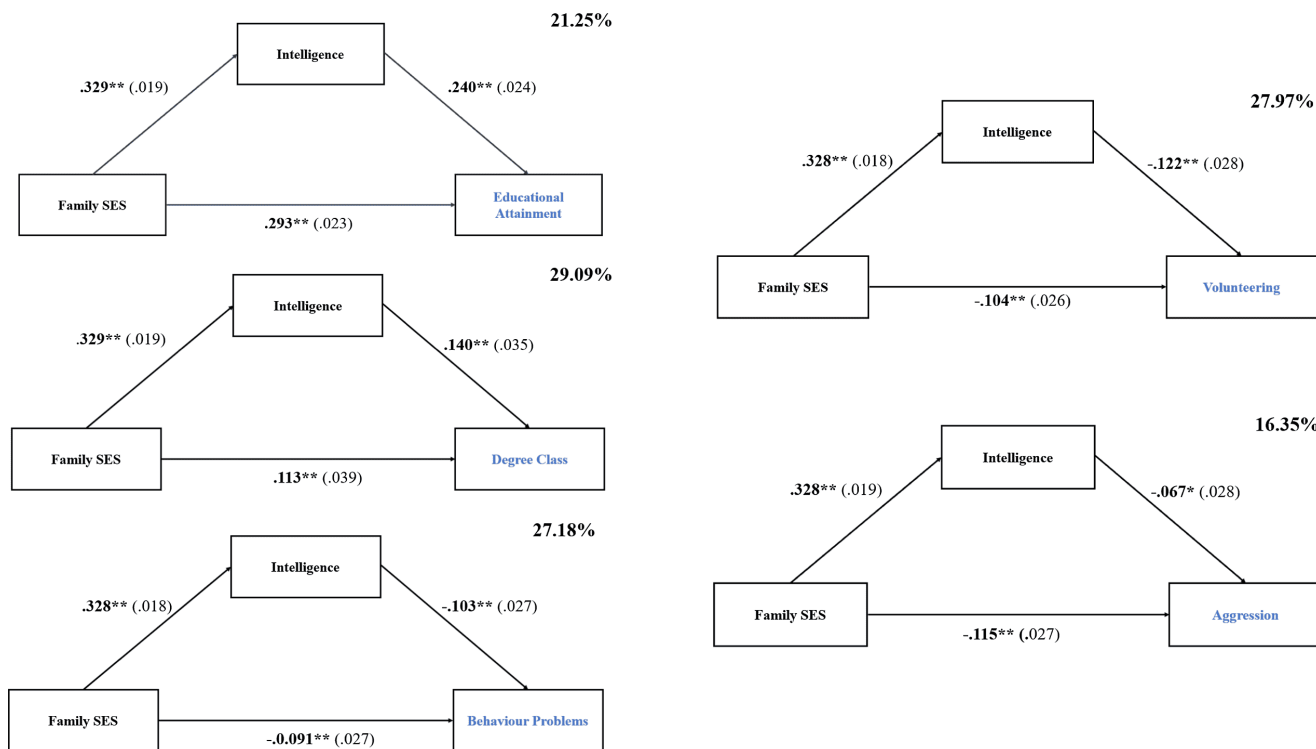 21.25%
Intelligence
.329** (.019)
.240** (.024)
Family SES
Educational
Attainment
.293** (.023)
29.09%
Intelligence
.329** (.019)
.140** (.035)
Family SES
Degree Class
.113** (.039)
27.18%
Intelligence
.328** (.018)
-.103** (.027)
Family SES
Behaviour Problems
-.0.091** (.027)
27.97%
Intelligence
.328** (.018)
-.122** (.028)
Family SES
Volunteering
-.104** (.026)
16.35%
Intelligence
.328** (.019)
-.067* (.028)
Family SES
Aggression
-.115** (.027)